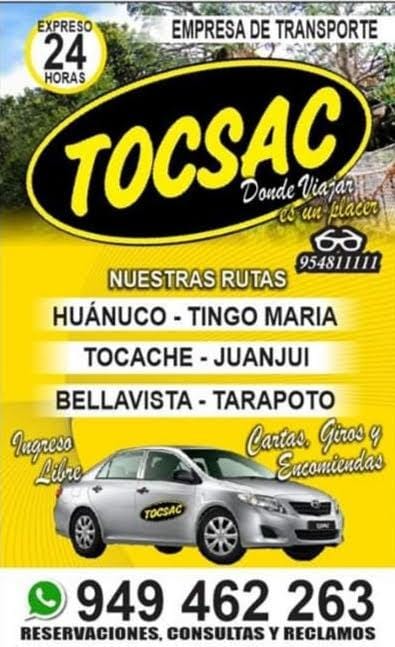 EXPRESO
24
HORAS
EMPRESA DE TRANSPORTE
TOCSAC
Donde Viajar
es un placer
954811111
NUESTRAS RUTAS
HUÁNUCO - TINGO MARIA
TOCACHE - JUANJUI
BELLAVISTA - TARAPOTO
Ingreso
Libre
Cartas, Giros y
Encomiendas
TOCSAC
949 462 263
RESERVACIONES, CONSULTAS Y RECLAMOS